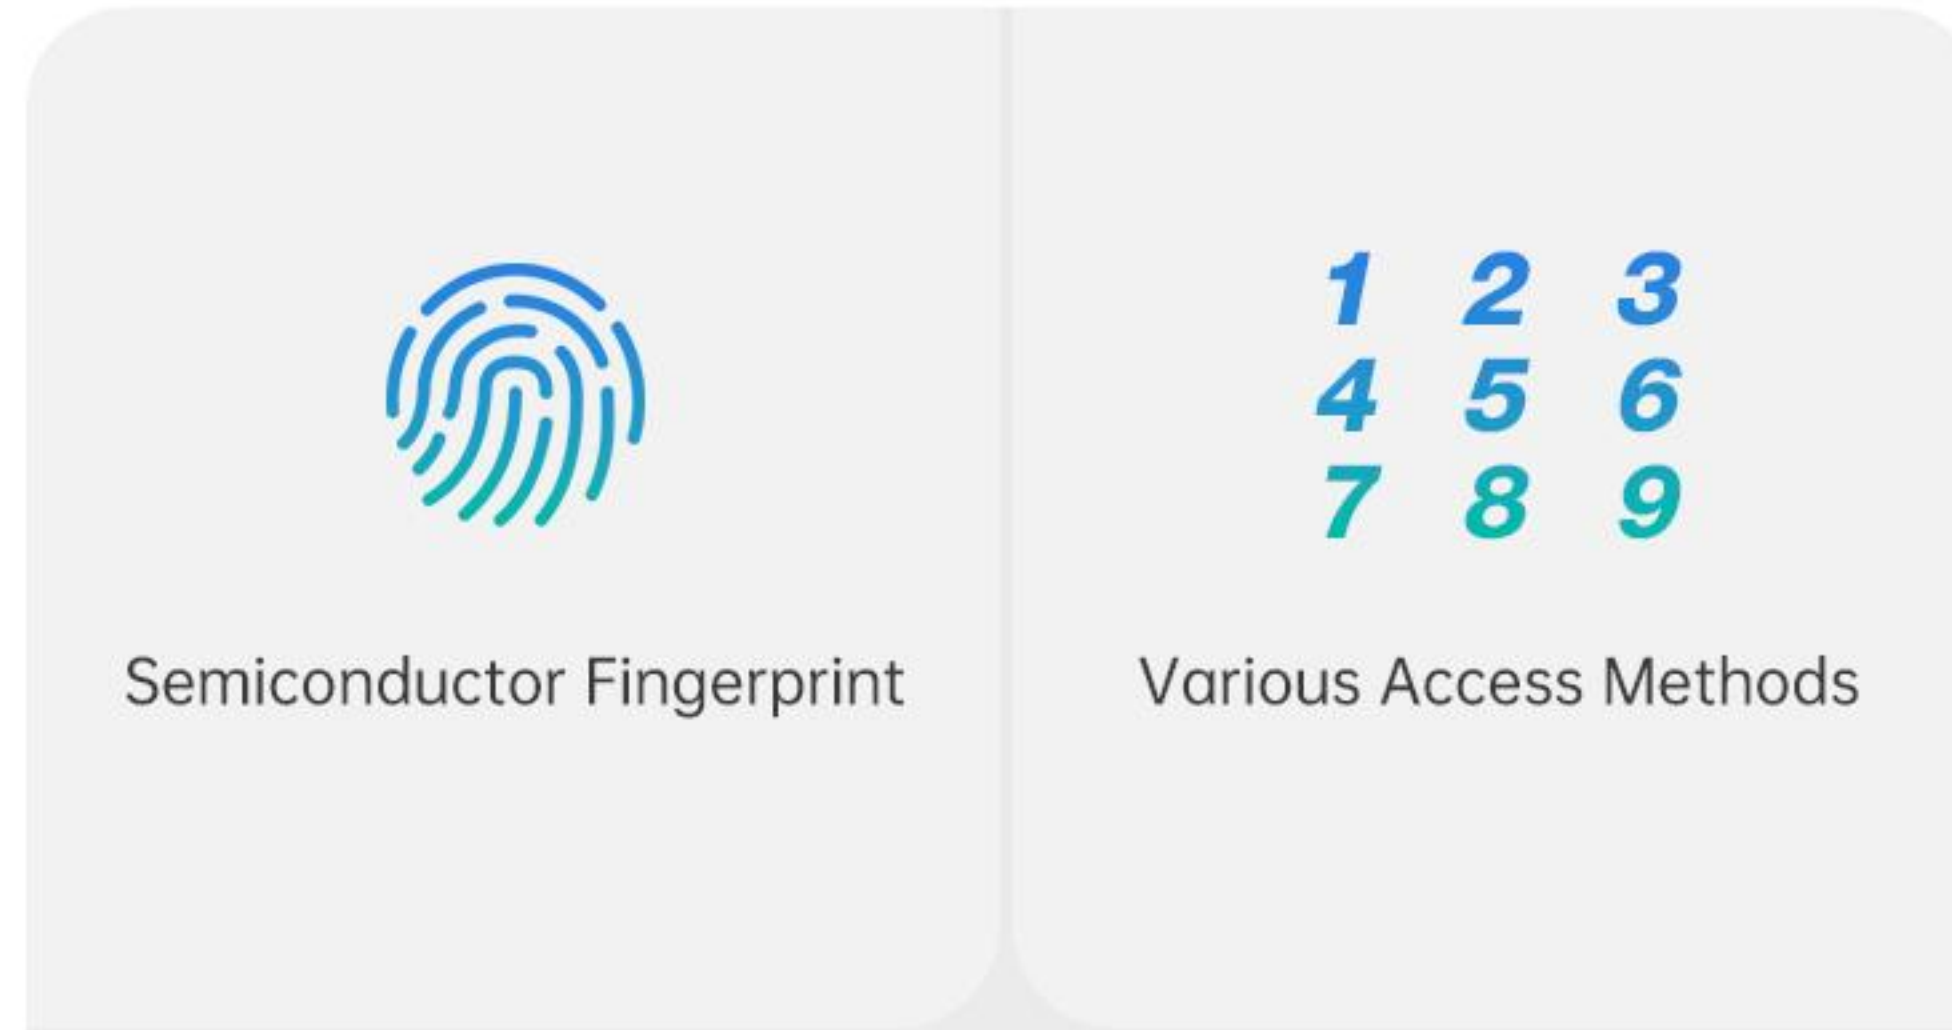 1 2 3
4 5 6
7 8 9
Semiconductor Fingerprint
Various Access Methods